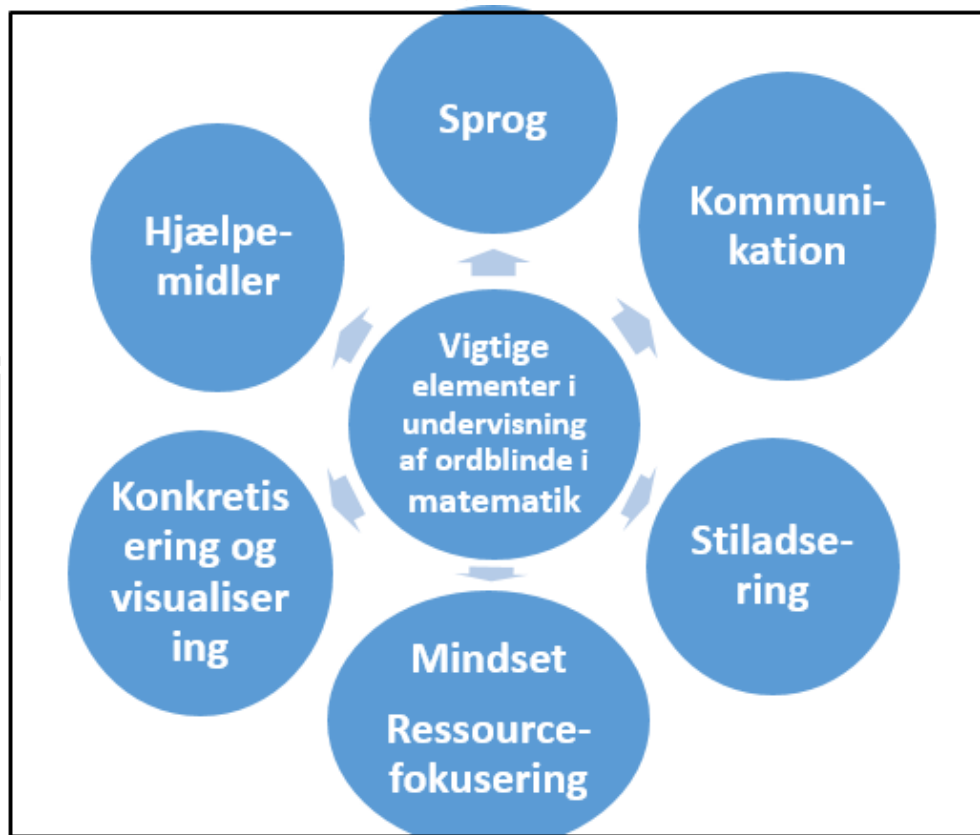 Sprog
Kommuni-
kation
Hjælpe-
midler
Vigtige
elementer i
undervisning
af ordblinde i
matematik
Konkretis
ering og
visualiser
ing
Stiladse-
ring
Mindset
Ressource-
fokusering